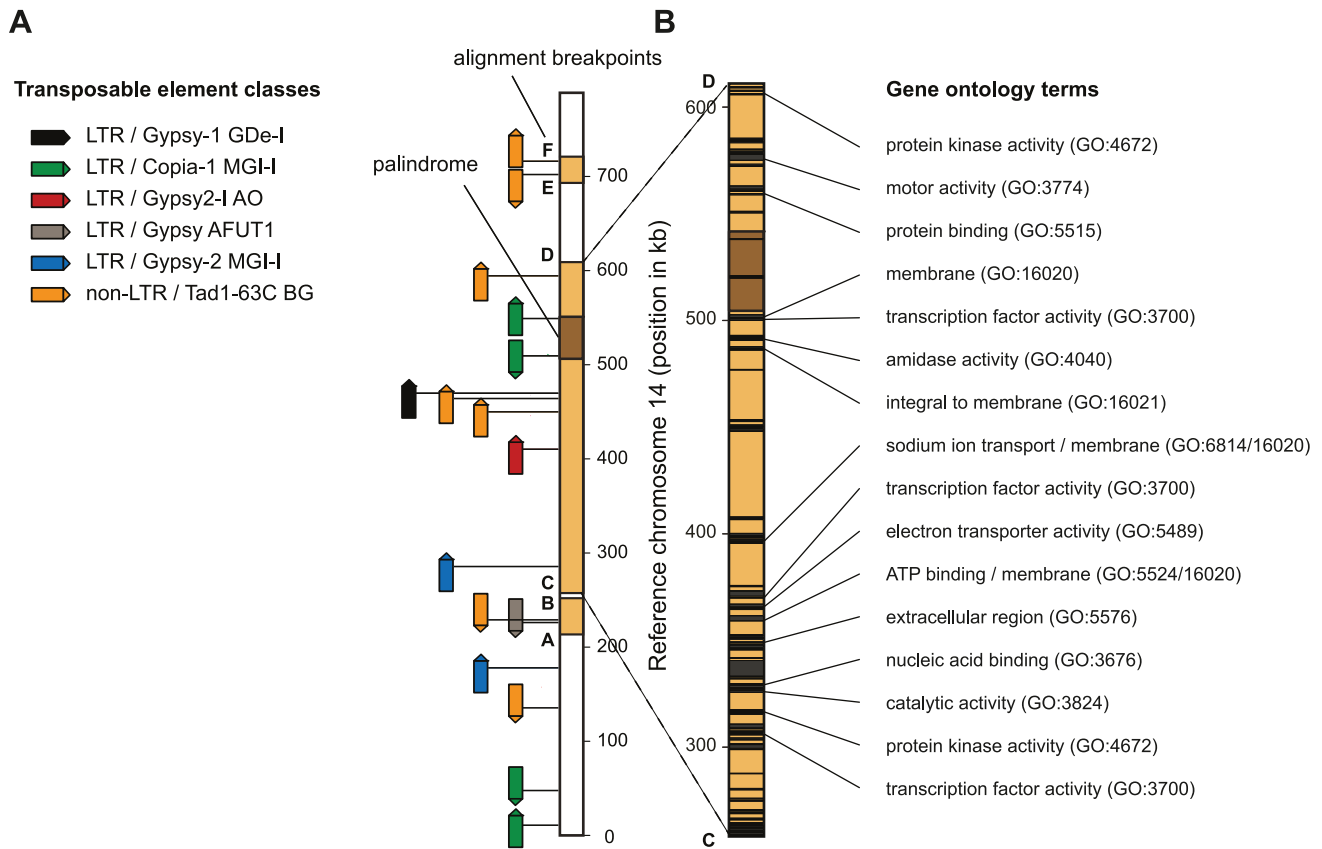 A
B
alignment breakpoints
Transposable element classes
LTR / Gypsy-1 GDe-I
LTR / Copia-1 MGI-I
LTR / Gypsy2-I AO
LTR / Gypsy AFUT1
LTR / Gypsy-2 MGI-I
non-LTR / Tad1-63C BG
palindrome
F
E
D
C
B
A
700
600
500
400
300
200
100
0
Reference chromosome 14 (position in kb)
D
600
500
400
300
C
Gene ontology terms
protein kinase activity (GO:4672)
motor activity (GO:3774)
protein binding (GO:5515)
membrane (GO:16020)
transcription factor activity (GO:3700)
amidase activity (GO:4040)
integral to membrane (GO:16021)
sodium ion transport / membrane (GO:6814/16020)
transcription factor activity (GO:3700)
electron transporter activity (GO:5489)
ATP binding / membrane (GO:5524/16020)
extracellular region (GO:5576)
nucleic acid binding (GO:3676)
catalytic activity (GO:3824)
protein kinase activity (GO:4672)
transcription factor activity (GO:3700)